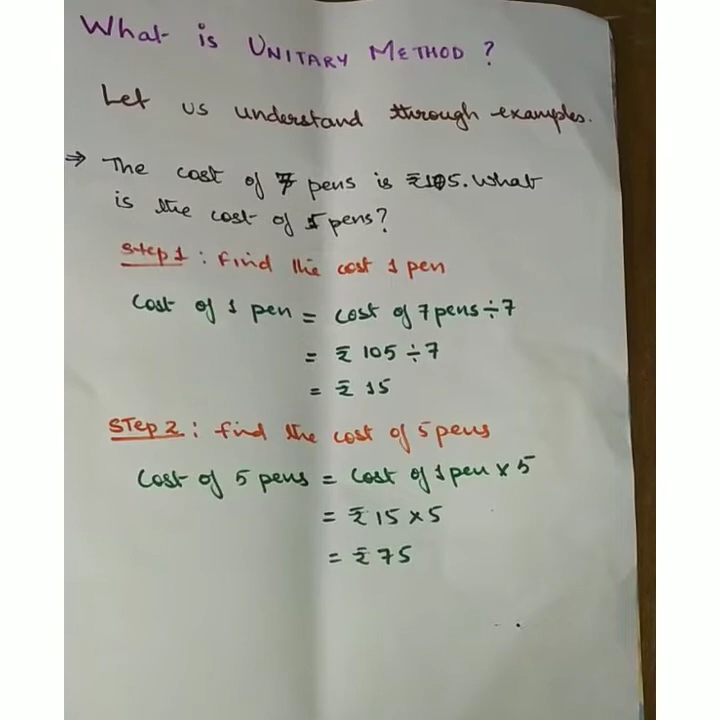 What is UNITARY METHOD ?
Let us understand through examples.
⇒ The cost of 7 pens is ₹105. What
is the cost of 5 pens?
Step 1 : Find the cost 1 pen
Cost of 1 pen = cost of 7 pens ÷ 7
= ₹ 105 ÷ 7
= ₹ 15
STep 2 : find the cost of 5 pens
Cost of 5 pens = cost of 1 pen × 5
= ₹ 15 × 5
= ₹ 75